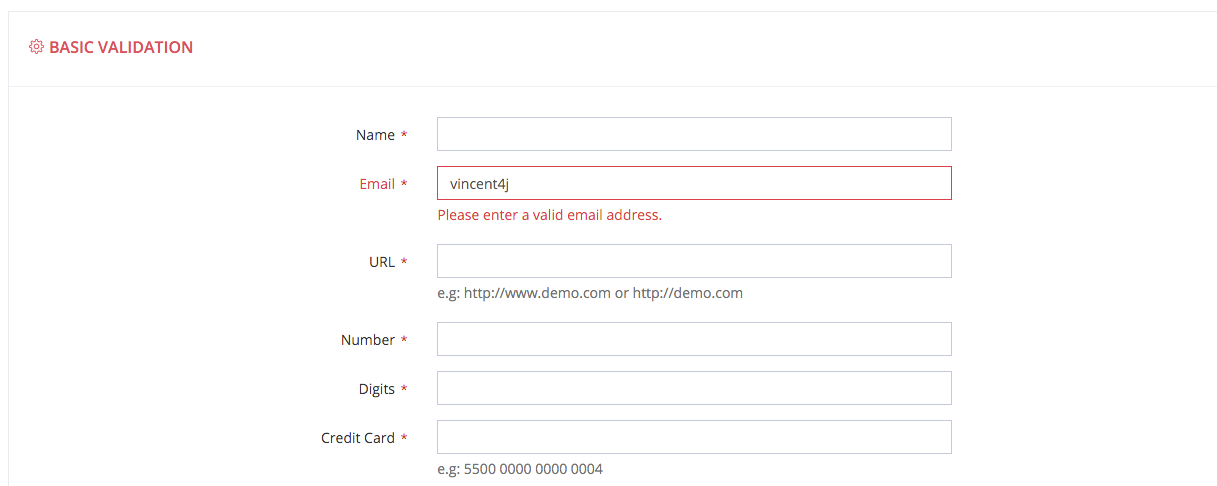 BASIC VALIDATION
Name *
Email * vincent4j
Please enter a valid email address.
URL *
e.g: http://www.demo.com or http://demo.com
Number *
Digits *
Credit Card *
e.g: 5500 0000 0000 0004